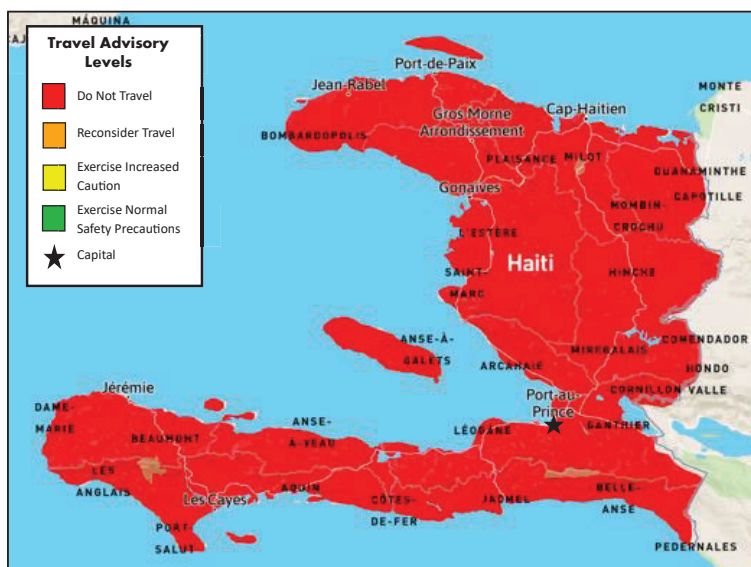 MÁQUINA
Travel Advisory
Levels
Do Not Travel
Reconsider Travel
Exercise Increased
Caution
Exercise Normal
Safety Precautions
Capital
Port-de-Paix
Jean-Rabel
Gros Morne
Arrondissement
Cap-Haïtien
MONTE
CRISTI
BOMBARDOPOLIS
PLAISANCE
MILOT
OUANAMINTHE
CAPOTILLE
Gonaïves
MOMBIN-
CROCHU
L'ESTÈRE
Haiti
HINCHE
SAINT-
MARC
ANSE-À-
GALETS
ARCAHAIE
MIREBALAIS
COMENDADOR
HONDO
VALLE
CORNILLON
Port-au-
Prince
Jérémie
DAME-
MARIE
BEAUMONT
ANSE-
À-VEAU
LÉOGÂNE
GANTHIER
LES
ANGLAIS
Les Cayes
AQUIN
CÔTES-
DE-FER
JACMEL
BELLE-
ANSE
PORT-
SALUT
PEDERNALES